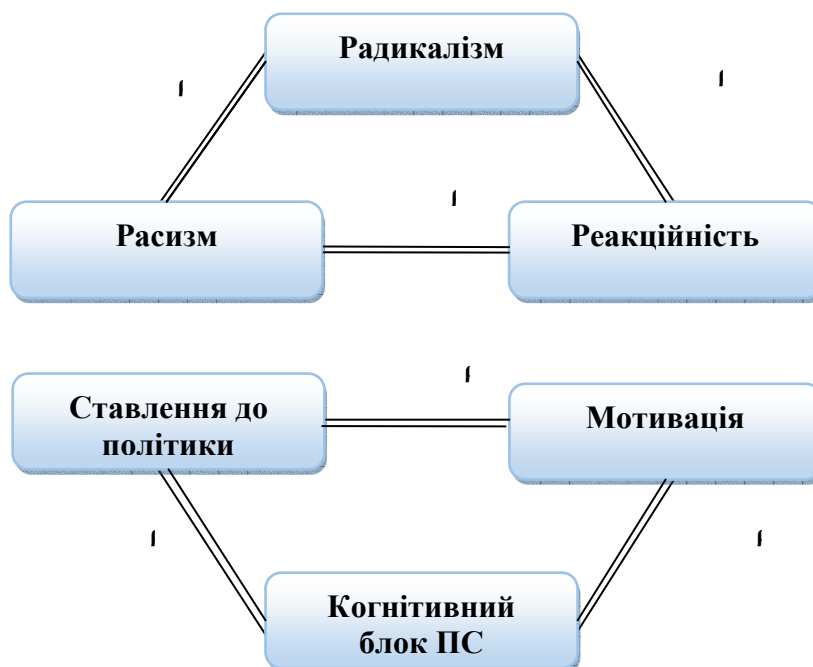 Радикалізм
Расизм
Реакційність
Ставлення до
політики
Мотивація
Когнітивний
блок ПС